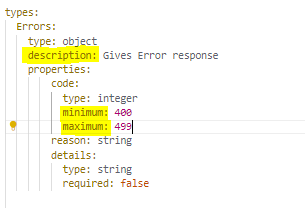 types:
  Errors:
    type: object
    description: Gives Error response
    properties:
      code:
        type: integer
        minimum: 400
        maximum: 499
      reason: string
      details:
        type: string
        required: false